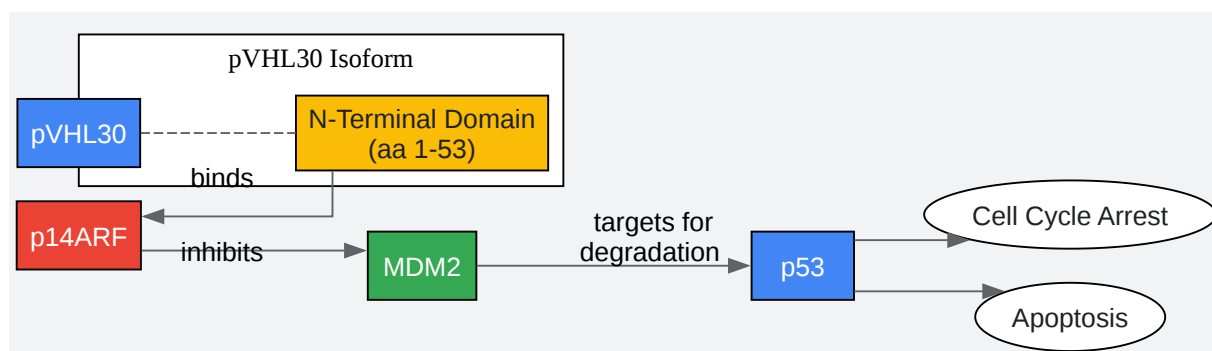 pVHL30 Isoform
pVHL30
N-Terminal Domain
(aa 1-53)
binds
p14ARF
inhibits
MDM2
targets for
degradation
p53
Cell Cycle Arrest
Apoptosis